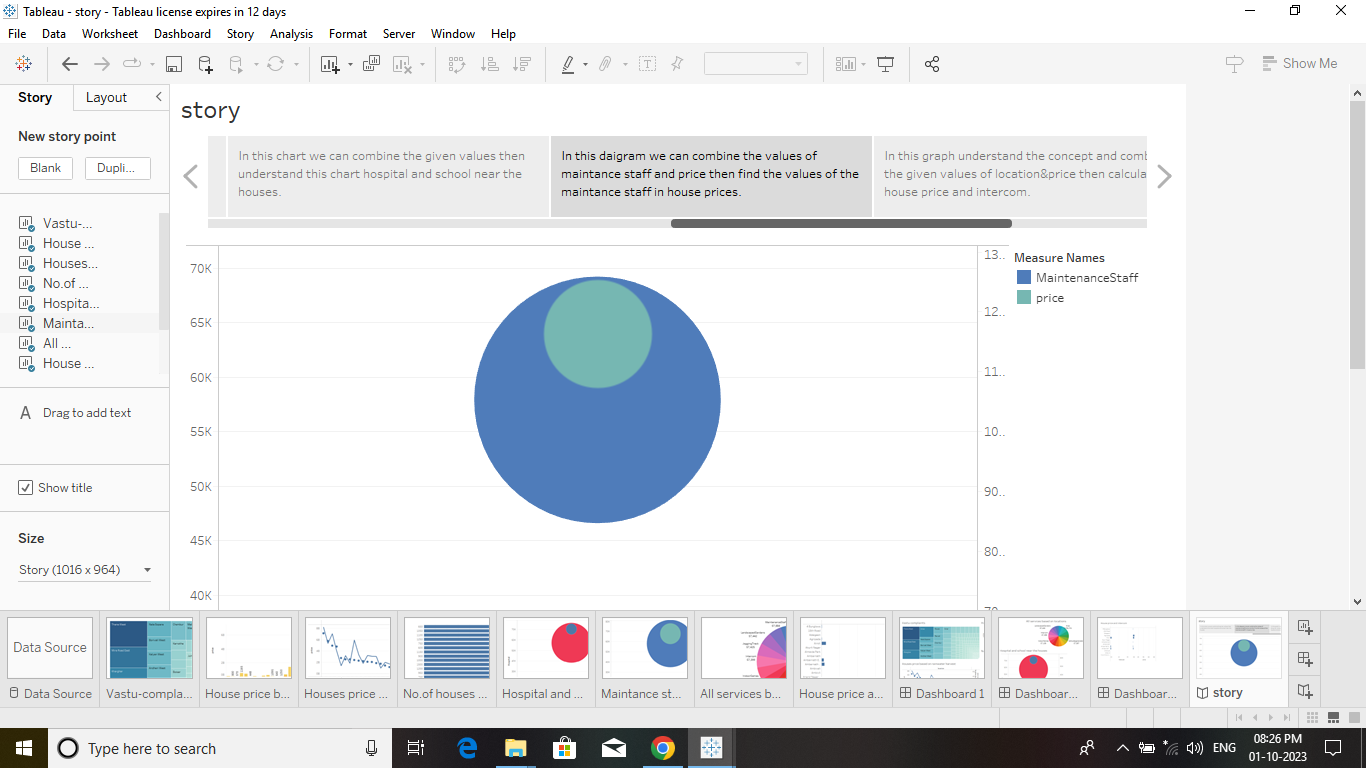 Tableau - story - Tableau license expires in 12 days
File Data Worksheet Dashboard Story Analysis Format Server Window Help
Show Me
Story Layout
New story point
Blank Dupli...
Vastu-...
House ...
Houses...
No.of ...
Hospita...
Mainta...
All ...
House ...
Drag to add text
Show title
Size
Story (1016 x 964)
story
In this chart we can combine the given values then
understand this chart hospital and school near the
houses.
In this daigram we can combine the values of
maintance staff and price then find the values of the
maintance staff in house prices.
In this graph understand the concept and comb
the given values of location&price then calcula
house price and intercom.
70K
65K
60K
55K
50K
45K
40K
13...
12...
11...
10...
90...
80...
Measure Names
MaintenanceStaff
price
Data Source
Data Source
Vastu-compla...
House price b...
Houses price ...
No.of houses ...
Hospital and ...
Maintance st...
All services b...
House price a...
Dashboard 1
Dashboar...
Dashboar...
story
Type here to search
ENG
08:26 PM
01-10-2023